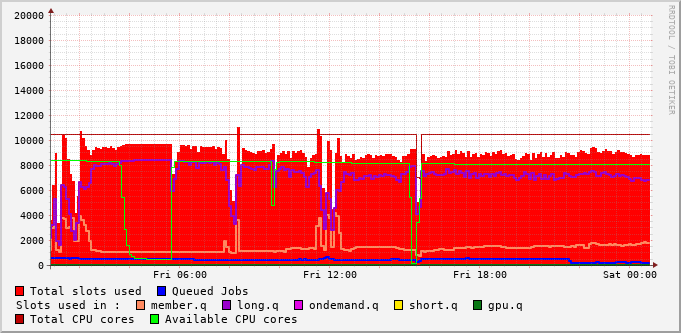 20000
18000
16000
14000
12000
10000
8000
6000
4000
2000
0
Fri 06:00 Fri 12:00 Fri 18:00 Sat 00:00
RRDTOOL / TOBI OETIKER
Total slots used Queued Jobs
Slots used in : member.q long.q ondemand.q short.q gpu.q
Total CPU cores Available CPU cores